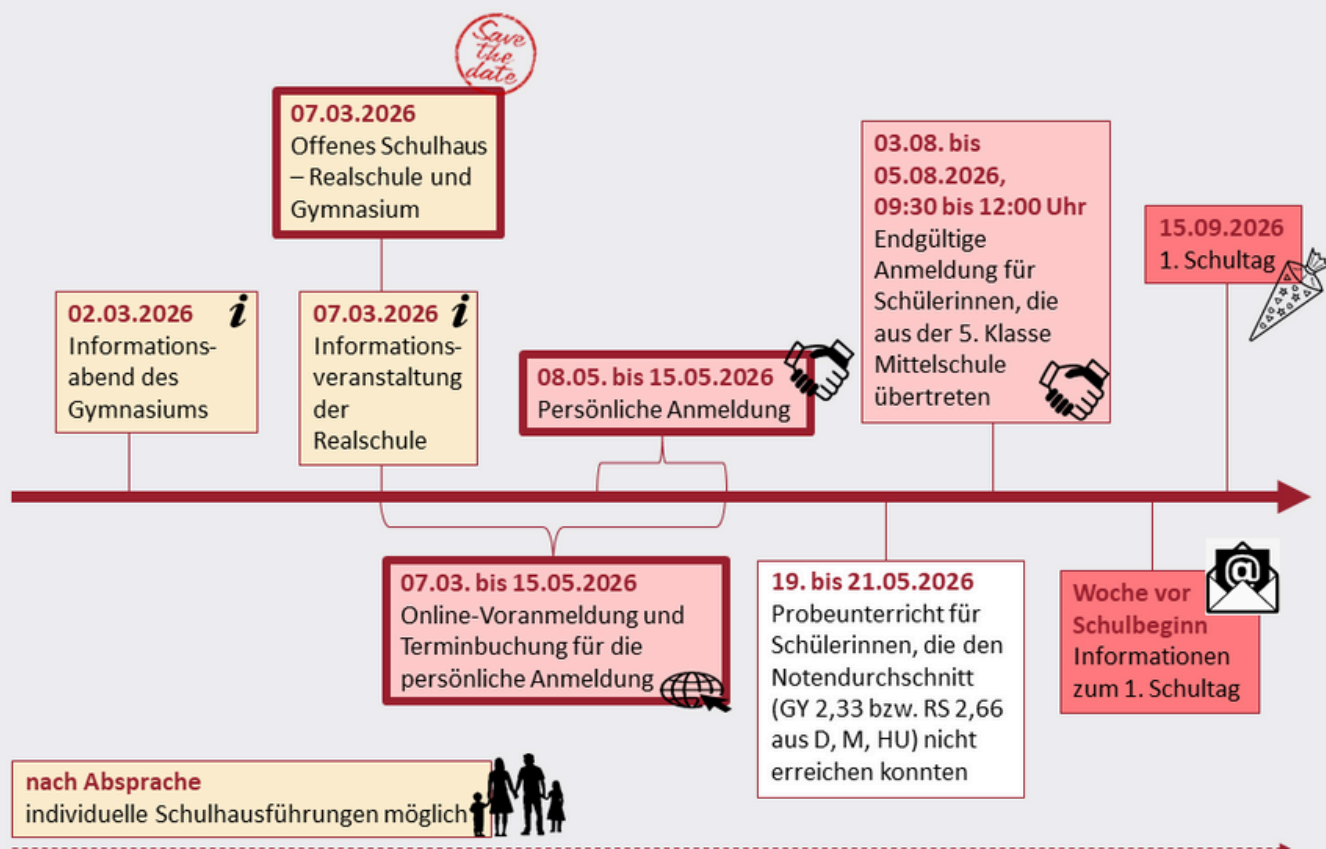 Save
the
date
07.03.2026
Offenes Schulhaus
– Realschule und
Gymnasium
02.03.2026 i
Informations-
abend des
Gymnasiums
07.03.2026 i
Informations-
veranstaltung
der
Realschule
08.05. bis 15.05.2026
Persönliche Anmeldung
03.08. bis
05.08.2026,
09:30 bis 12:00 Uhr
Endgültige
Anmeldung für
Schülerinnen, die
aus der 5. Klasse
Mittelschule
übertreten
15.09.2026
1. Schultag
07.03. bis 15.05.2026
Online-Voranmeldung und
Terminbuchung für die
persönliche Anmeldung
19. bis 21.05.2026
Probeunterricht für
Schülerinnen, die den
Notendurchschnitt
(GY 2,33 bzw. RS 2,66
aus D, M, HU) nicht
erreichen konnten
@
Woche vor
Schulbeginn
Informationen
zum 1. Schultag
nach Absprache
individuelle Schulhausführungen möglich